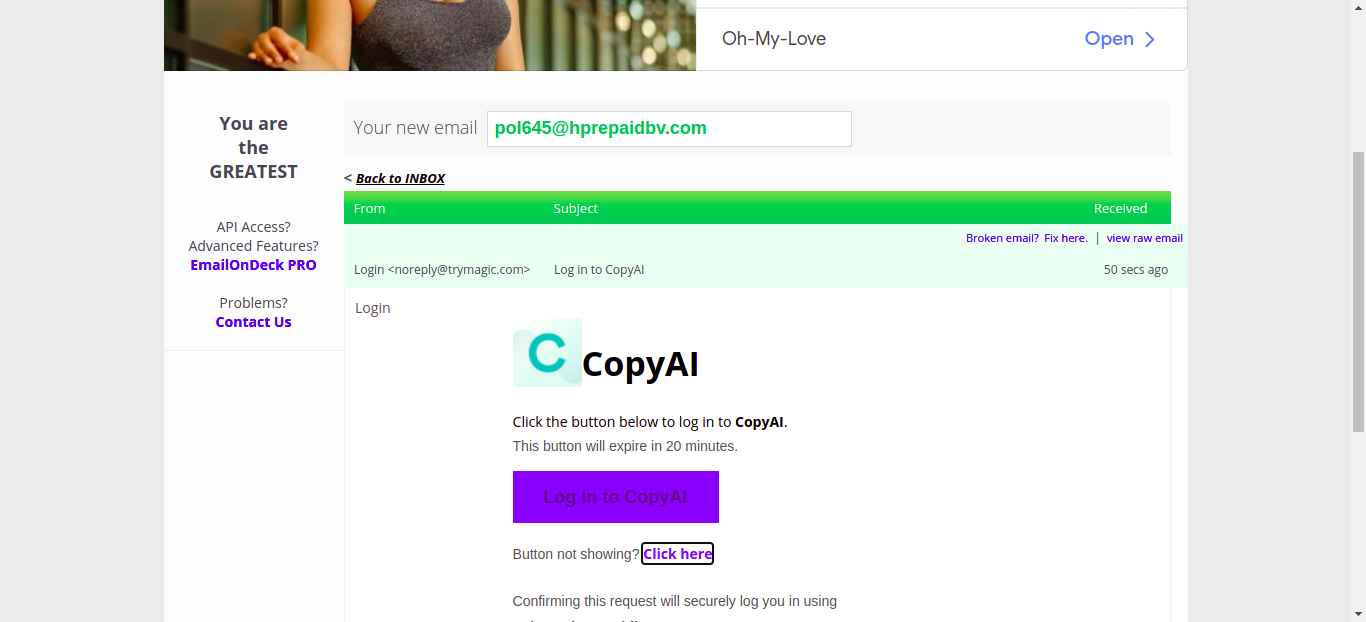 Oh-My-Love
Open
You are
the
GREATEST
API Access?
Advanced Features?
EmailOnDeck PRO
Problems?
Contact Us
Your new email pol645@hprepaidbv.com
< Back to INBOX
From Subject Received
Broken email? Fix here. | view raw email
Login <noreply@trymagic.com> Log in to CopyAI 50 secs ago
Login
C CopyAI
Click the button below to log in to CopyAI.
This button will expire in 20 minutes.
Log in to CopyAI
Button not showing? Click here
Confirming this request will securely log you in using